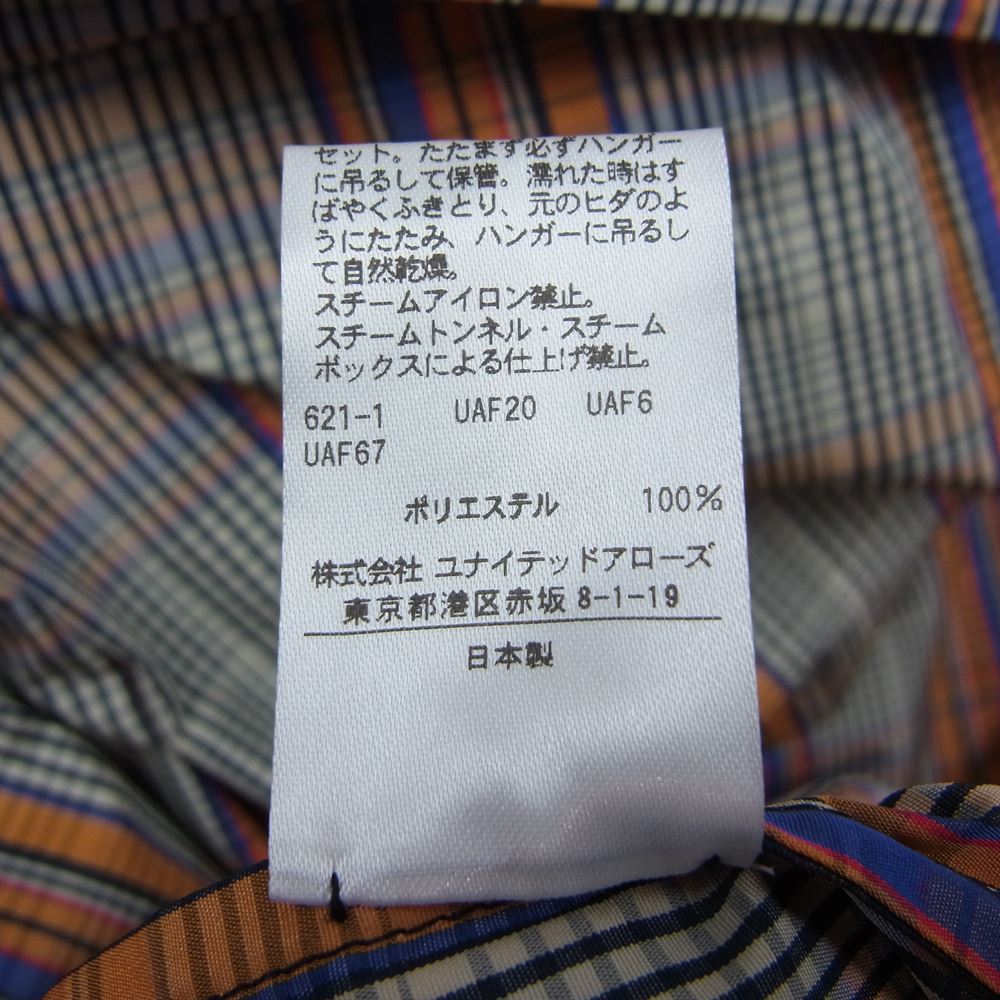 セット。たたまず必ずハンガー
に吊るして保管。濡れた時はす
ばやくふきとり、元のヒダのよ
うにたたみ、ハンガーに吊るし
て自然乾燥。
スチームアイロン禁止。
スチームトンネル・スチーム
ボックスによる仕上げ禁止。
621-1 UAF20 UAF6
UAF67
ポリエステル 100%
株式会社 ユナイテッドアローズ
東京都港区赤坂 8-1-19
日本製